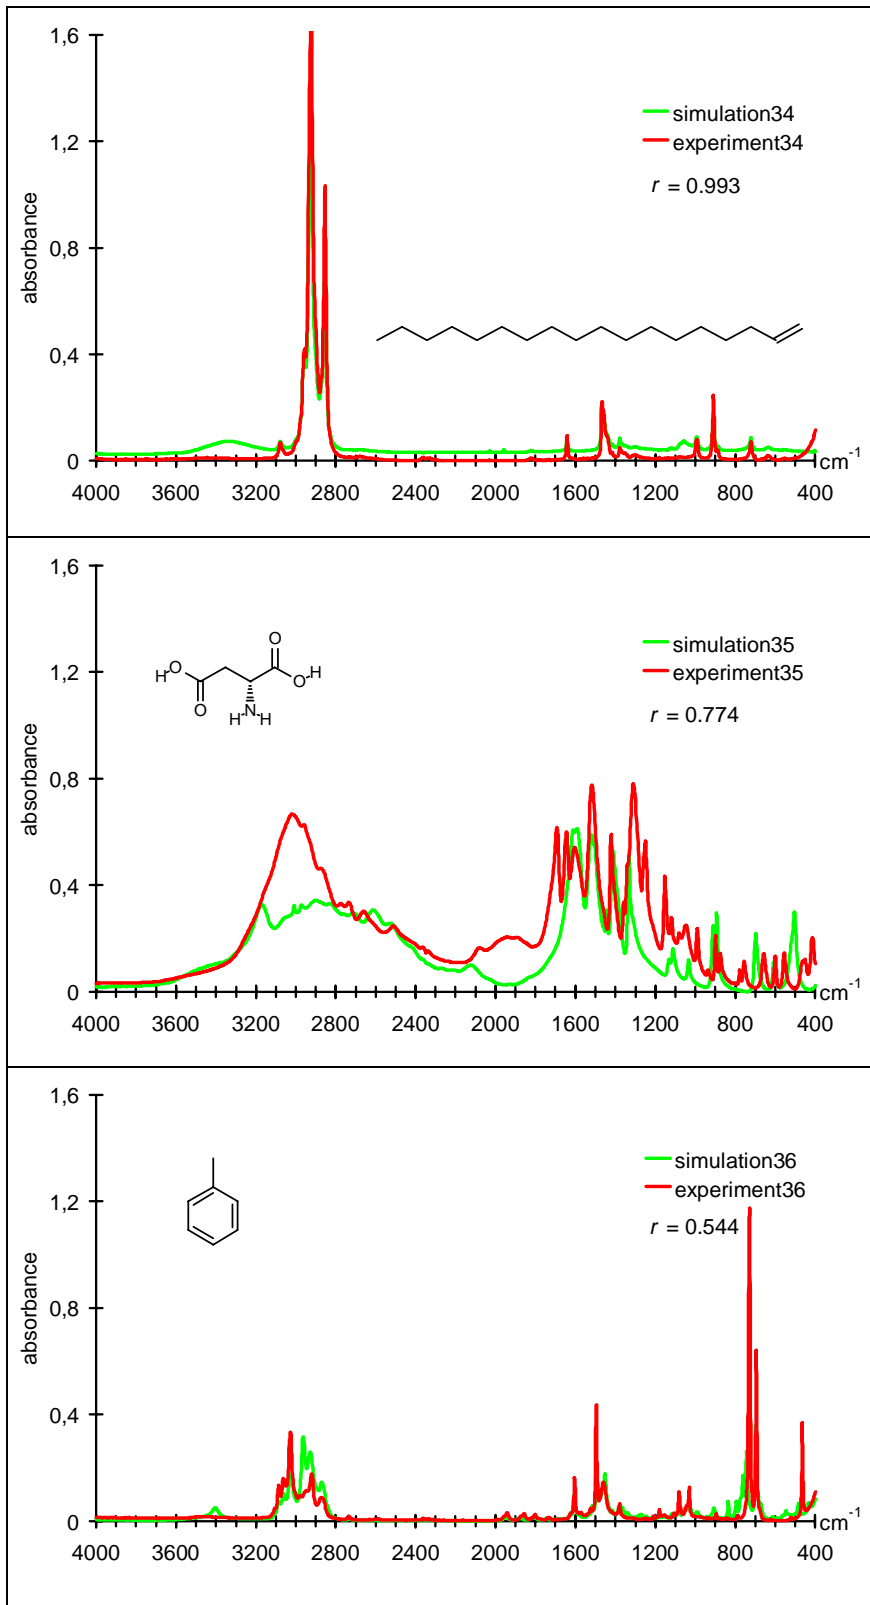 1,6
1,2
0,8
0,4
0
absorbance
simulation34
experiment34
r = 0.993
4000 3600 3200 2800 2400 2000 1600 1200 800 400
cm-1
1,6
1,2
0,8
0,4
0
absorbance
O
H O
O H
O N
H H
simulation35
experiment35
r = 0.774
4000 3600 3200 2800 2400 2000 1600 1200 800 400
cm-1
1,6
1,2
0,8
0,4
0
absorbance
simulation36
experiment36
r = 0.544
4000 3600 3200 2800 2400 2000 1600 1200 800 400
cm-1